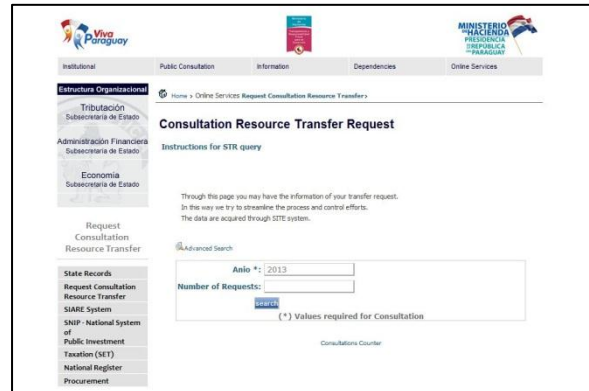 Viva
Paraguay
MINISTERIO
DE HACIENDA
PRESIDENCIA
DE LA REPÚBLICA
DEL PARAGUAY
Institutional
Public Consultation
Information
Dependencies
Online Services
Estructura Organizacional
Tributación
Subsecretaría de Estado
Administración Financiera
Subsecretaría de Estado
Economía
Subsecretaría de Estado
Request
Consultation
Resource Transfer
State Records
Request Consultation
Resource Transfer
SIARE System
SNIP - National System
of
Public Investment
Taxation (SET)
National Register
Procurement
Home > Online Services Request Consultation Resource Transfer>
Consultation Resource Transfer Request
Instructions for STR query
Through this page you may have the information of your transfer request.
In this way we try to streamline the process and control efforts.
The data are acquired through SITE system.
Advanced Search
Anio *: 2013
Number of Requests:
search
(*) Values required for Consultation
Consultations Counter